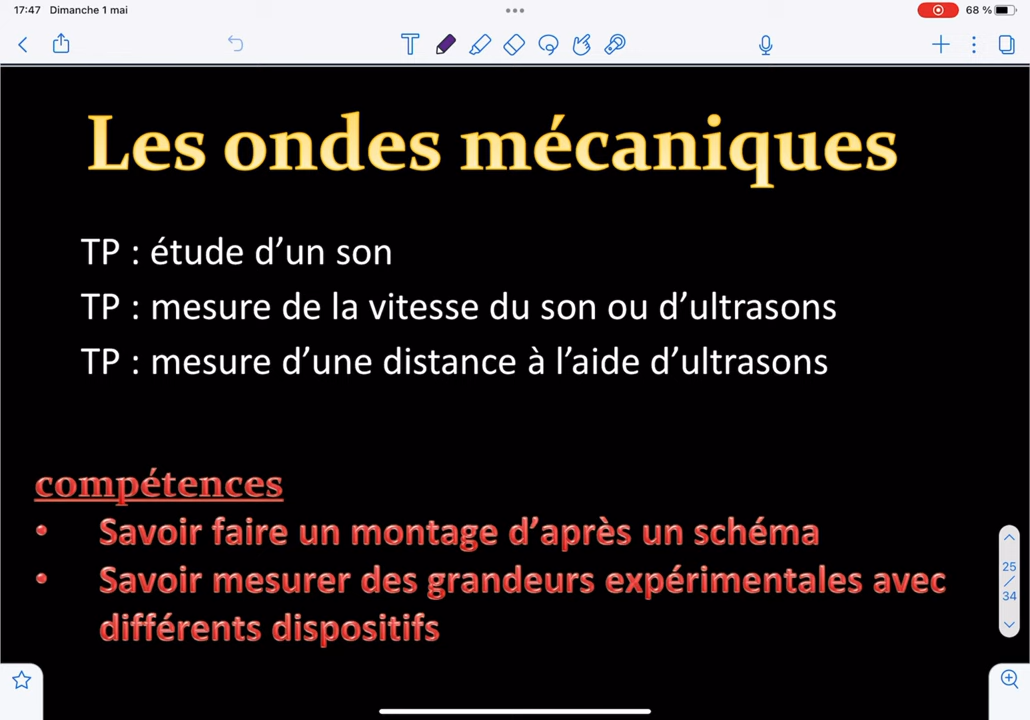 17:47 Dimanche 1 mai
68 %
Les ondes mécaniques
TP : étude d’un son
TP : mesure de la vitesse du son ou d’ultrasons
TP : mesure d’une distance à l’aide d’ultrasons
compétences
• Savoir faire un montage d’après un schéma
• Savoir mesurer des grandeurs expérimentales avec
différents dispositifs
25
/
34